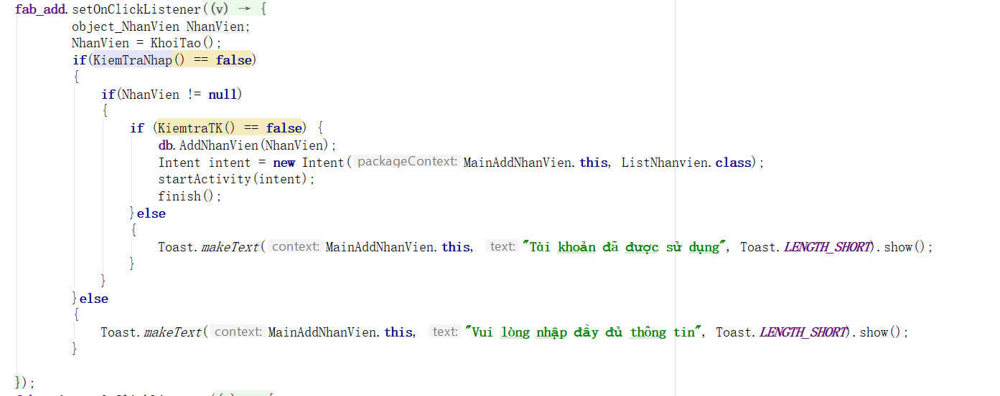 fab_add.setOnClickListener((v) → {
object_NhanVien NhanVien;
NhanVien = KhoiTao();
if(KiemTraNhap() == false)
{
if(NhanVien != null)
{
if (KiemtraTK() == false) {
db.AddNhanVien(NhanVien);
Intent intent = new Intent( packageContext: MainAddNhanVien.this, ListNhanvien.class);
startActivity(intent);
finish();
}else
{
Toast.makeText( context: MainAddNhanVien.this, text: "Tài khoản đã được sử dụng", Toast.LENGTH_SHORT).show();
}
}
}else
{
Toast.makeText( context: MainAddNhanVien.this, text: "Vui lòng nhập đầy đủ thông tin", Toast.LENGTH_SHORT).show();
}
});